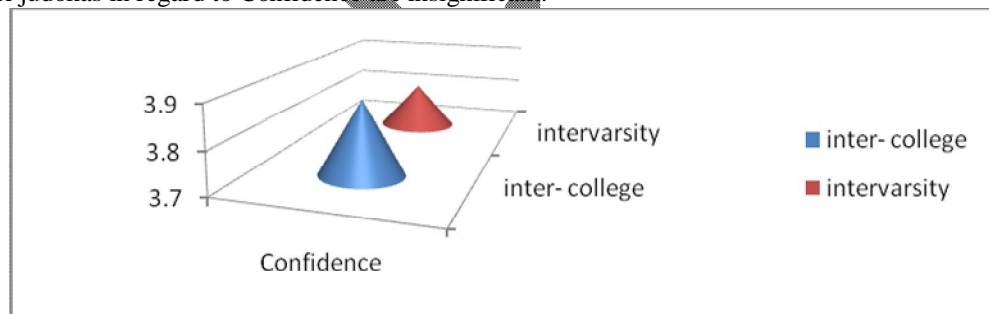 judokas in regard to Confidence are insignificant.
3.9
3.8
3.7
intervarsity
inter- college
Confidence
inter- college
intervarsity